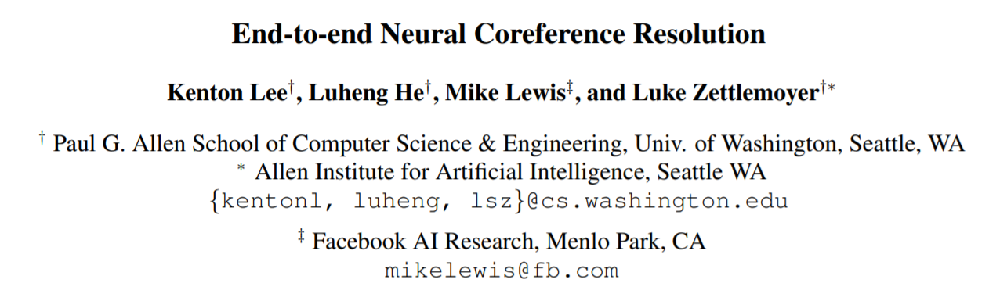 End-to-end Neural Coreference Resolution
Kenton Lee†, Luheng He†, Mike Lewis‡, and Luke Zettlemoyer†*
† Paul G. Allen School of Computer Science & Engineering, Univ. of Washington, Seattle, WA
* Allen Institute for Artificial Intelligence, Seattle WA
{kentonl, luheng, lsz}@cs.washington.edu
‡ Facebook AI Research, Menlo Park, CA
mikelewis@fb.com